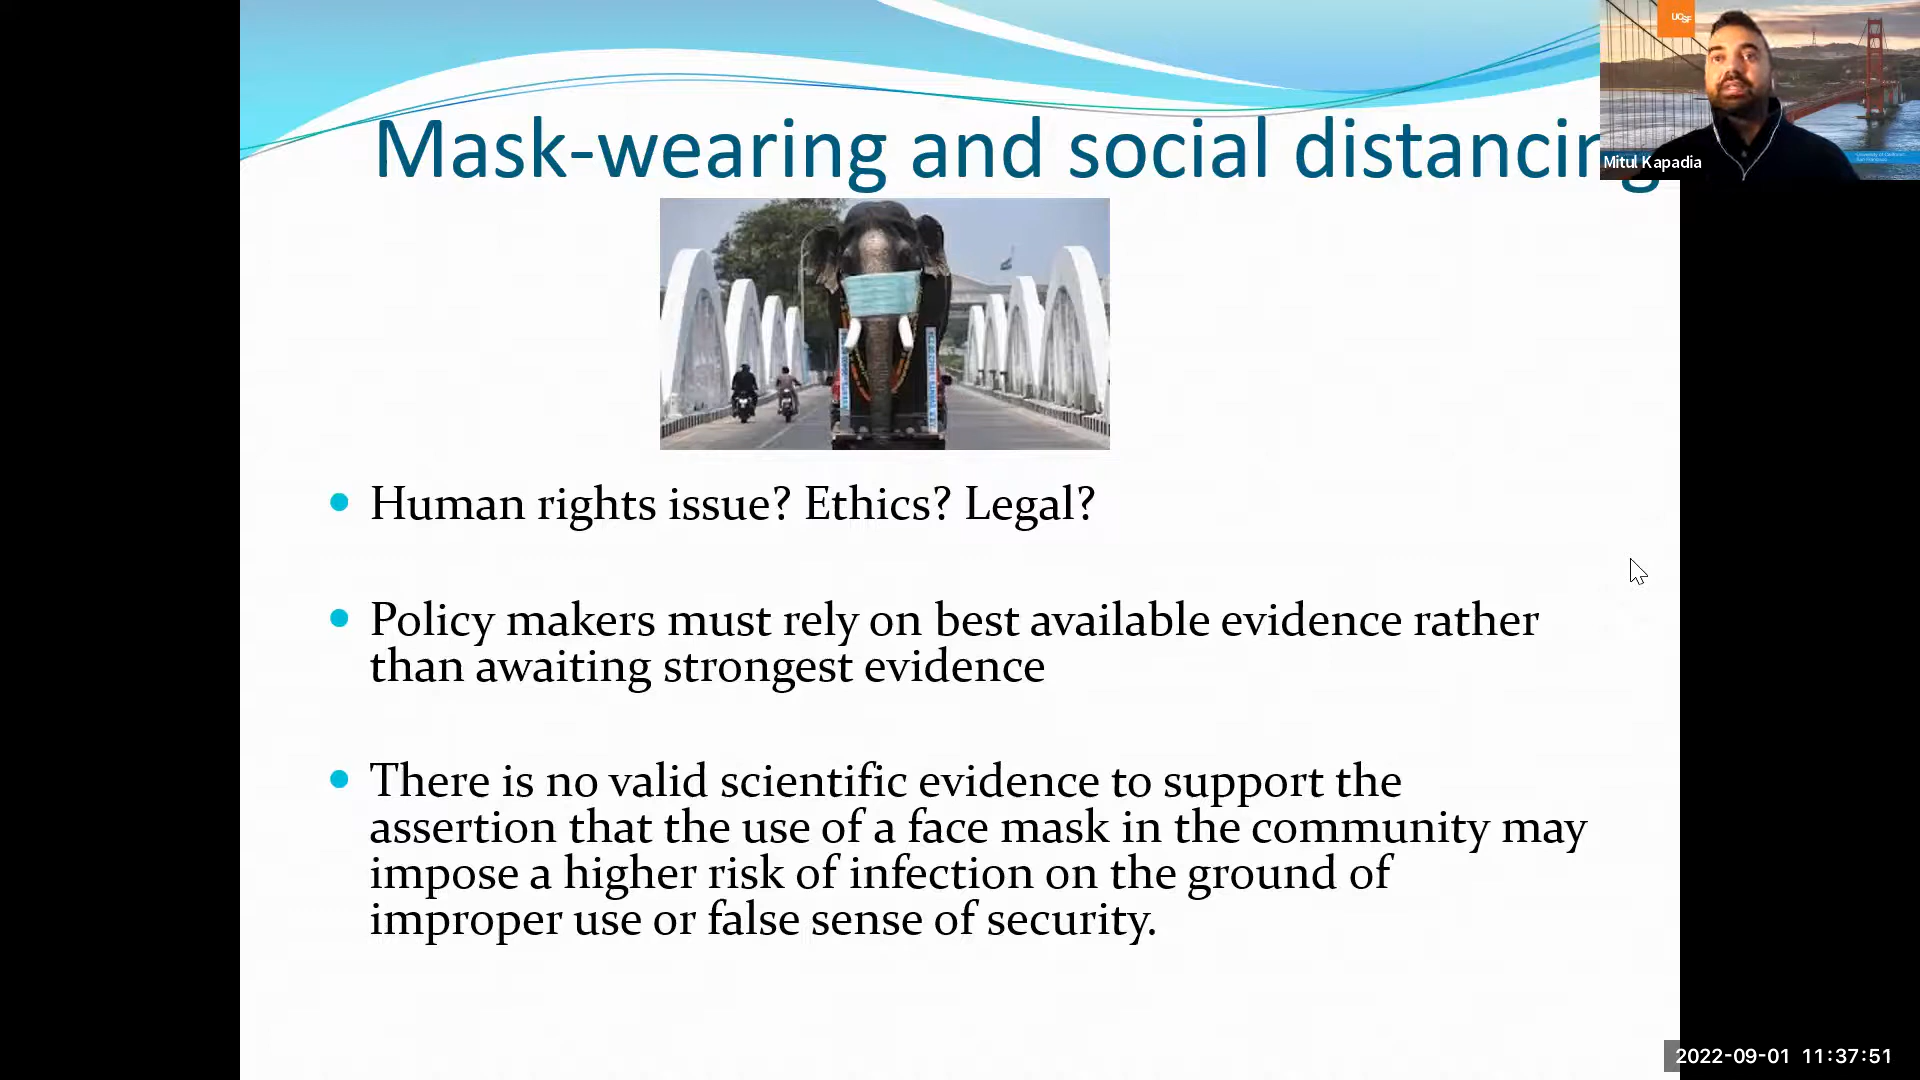 Mask-wearing and social distancing
UCSF
Mitul Kapadia
Human rights issue? Ethics? Legal?
Policy makers must rely on best available evidence rather
than awaiting strongest evidence
There is no valid scientific evidence to support the
assertion that the use of a face mask in the community may
impose a higher risk of infection on the ground of
improper use or false sense of security.
2022-09-01 11:37:51